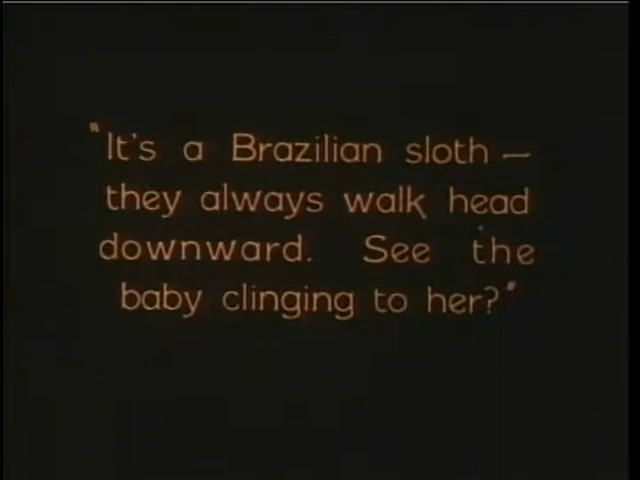 "It's a Brazilian sloth —
they always walk head
downward. See the
baby clinging to her?"